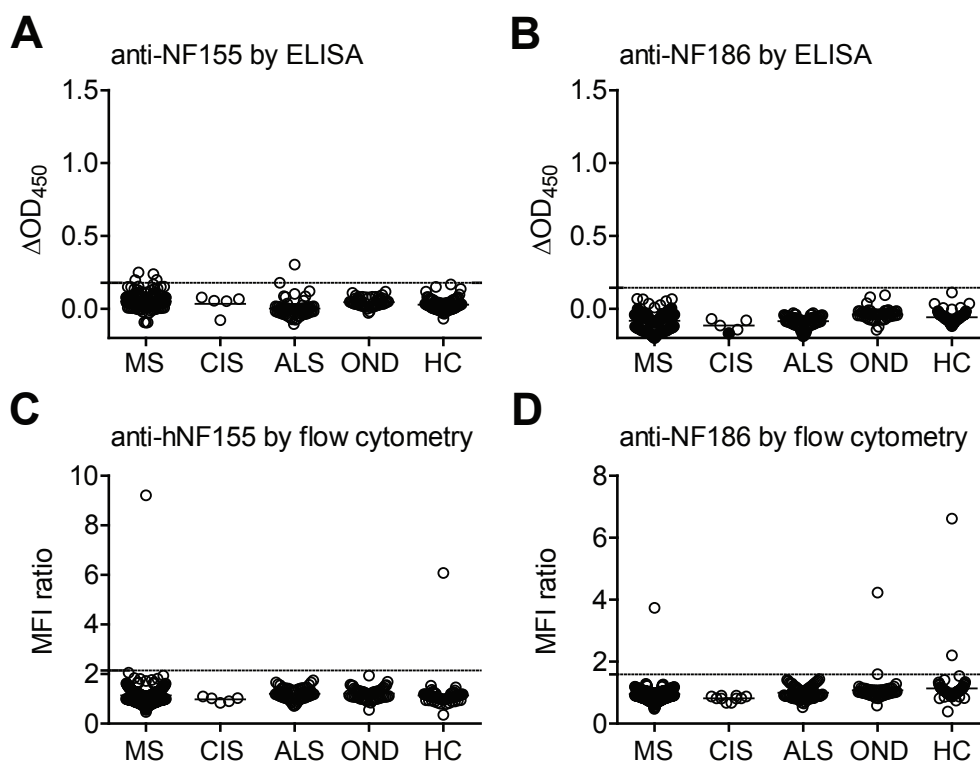 A
anti-NF155 by ELISA
1.5
1.0
0.5
0.0
ΔOD450
MS CIS ALS OND HC
B
anti-NF186 by ELISA
1.5
1.0
0.5
0.0
ΔOD450
MS CIS ALS OND HC
C
anti-hNF155 by flow cytometry
10
8
6
4
2
0
MFI ratio
MS CIS ALS OND HC
D
anti-NF186 by flow cytometry
8
6
4
2
0
MFI ratio
MS CIS ALS OND HC